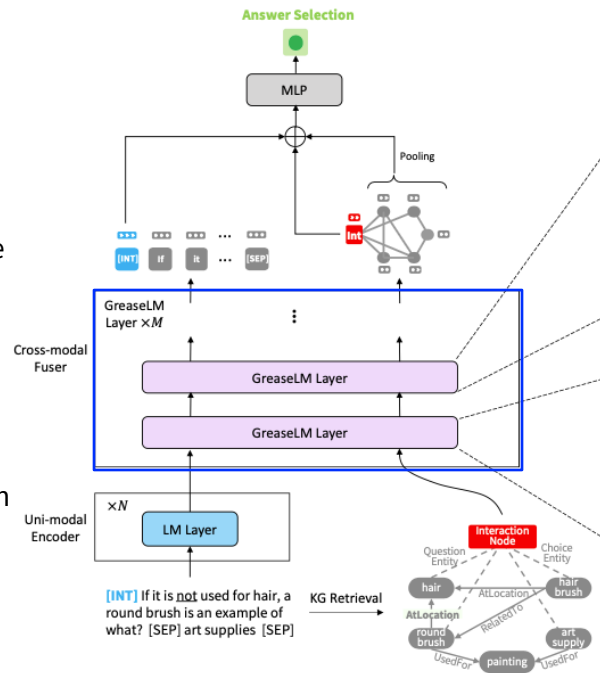 Answer Selection
MLP
Pooling
Int
[INT] If it ... [SEP]
e
GreaseLM
Layer ×M
Cross-modal
Fuser
GreaseLM Layer
GreaseLM Layer
n
×N
Uni-modal
Encoder
LM Layer
Interaction
Node
Question
Entity
Choice
Entity
hair
hair
brush
AtLocation
AtLocation
RelatedTo
round
brush
art
supply
UsedFor
painting
UsedFor
[INT] If it is not used for hair, a
round brush is an example of
what? [SEP] art supplies [SEP]
KG Retrieval